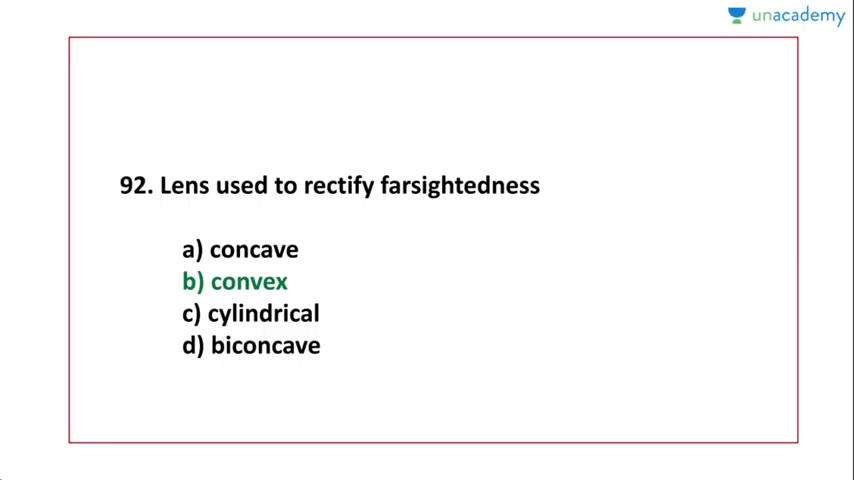 unacademy
92. Lens used to rectify farsightedness
a) concave
b) convex
c) cylindrical
d) biconcave